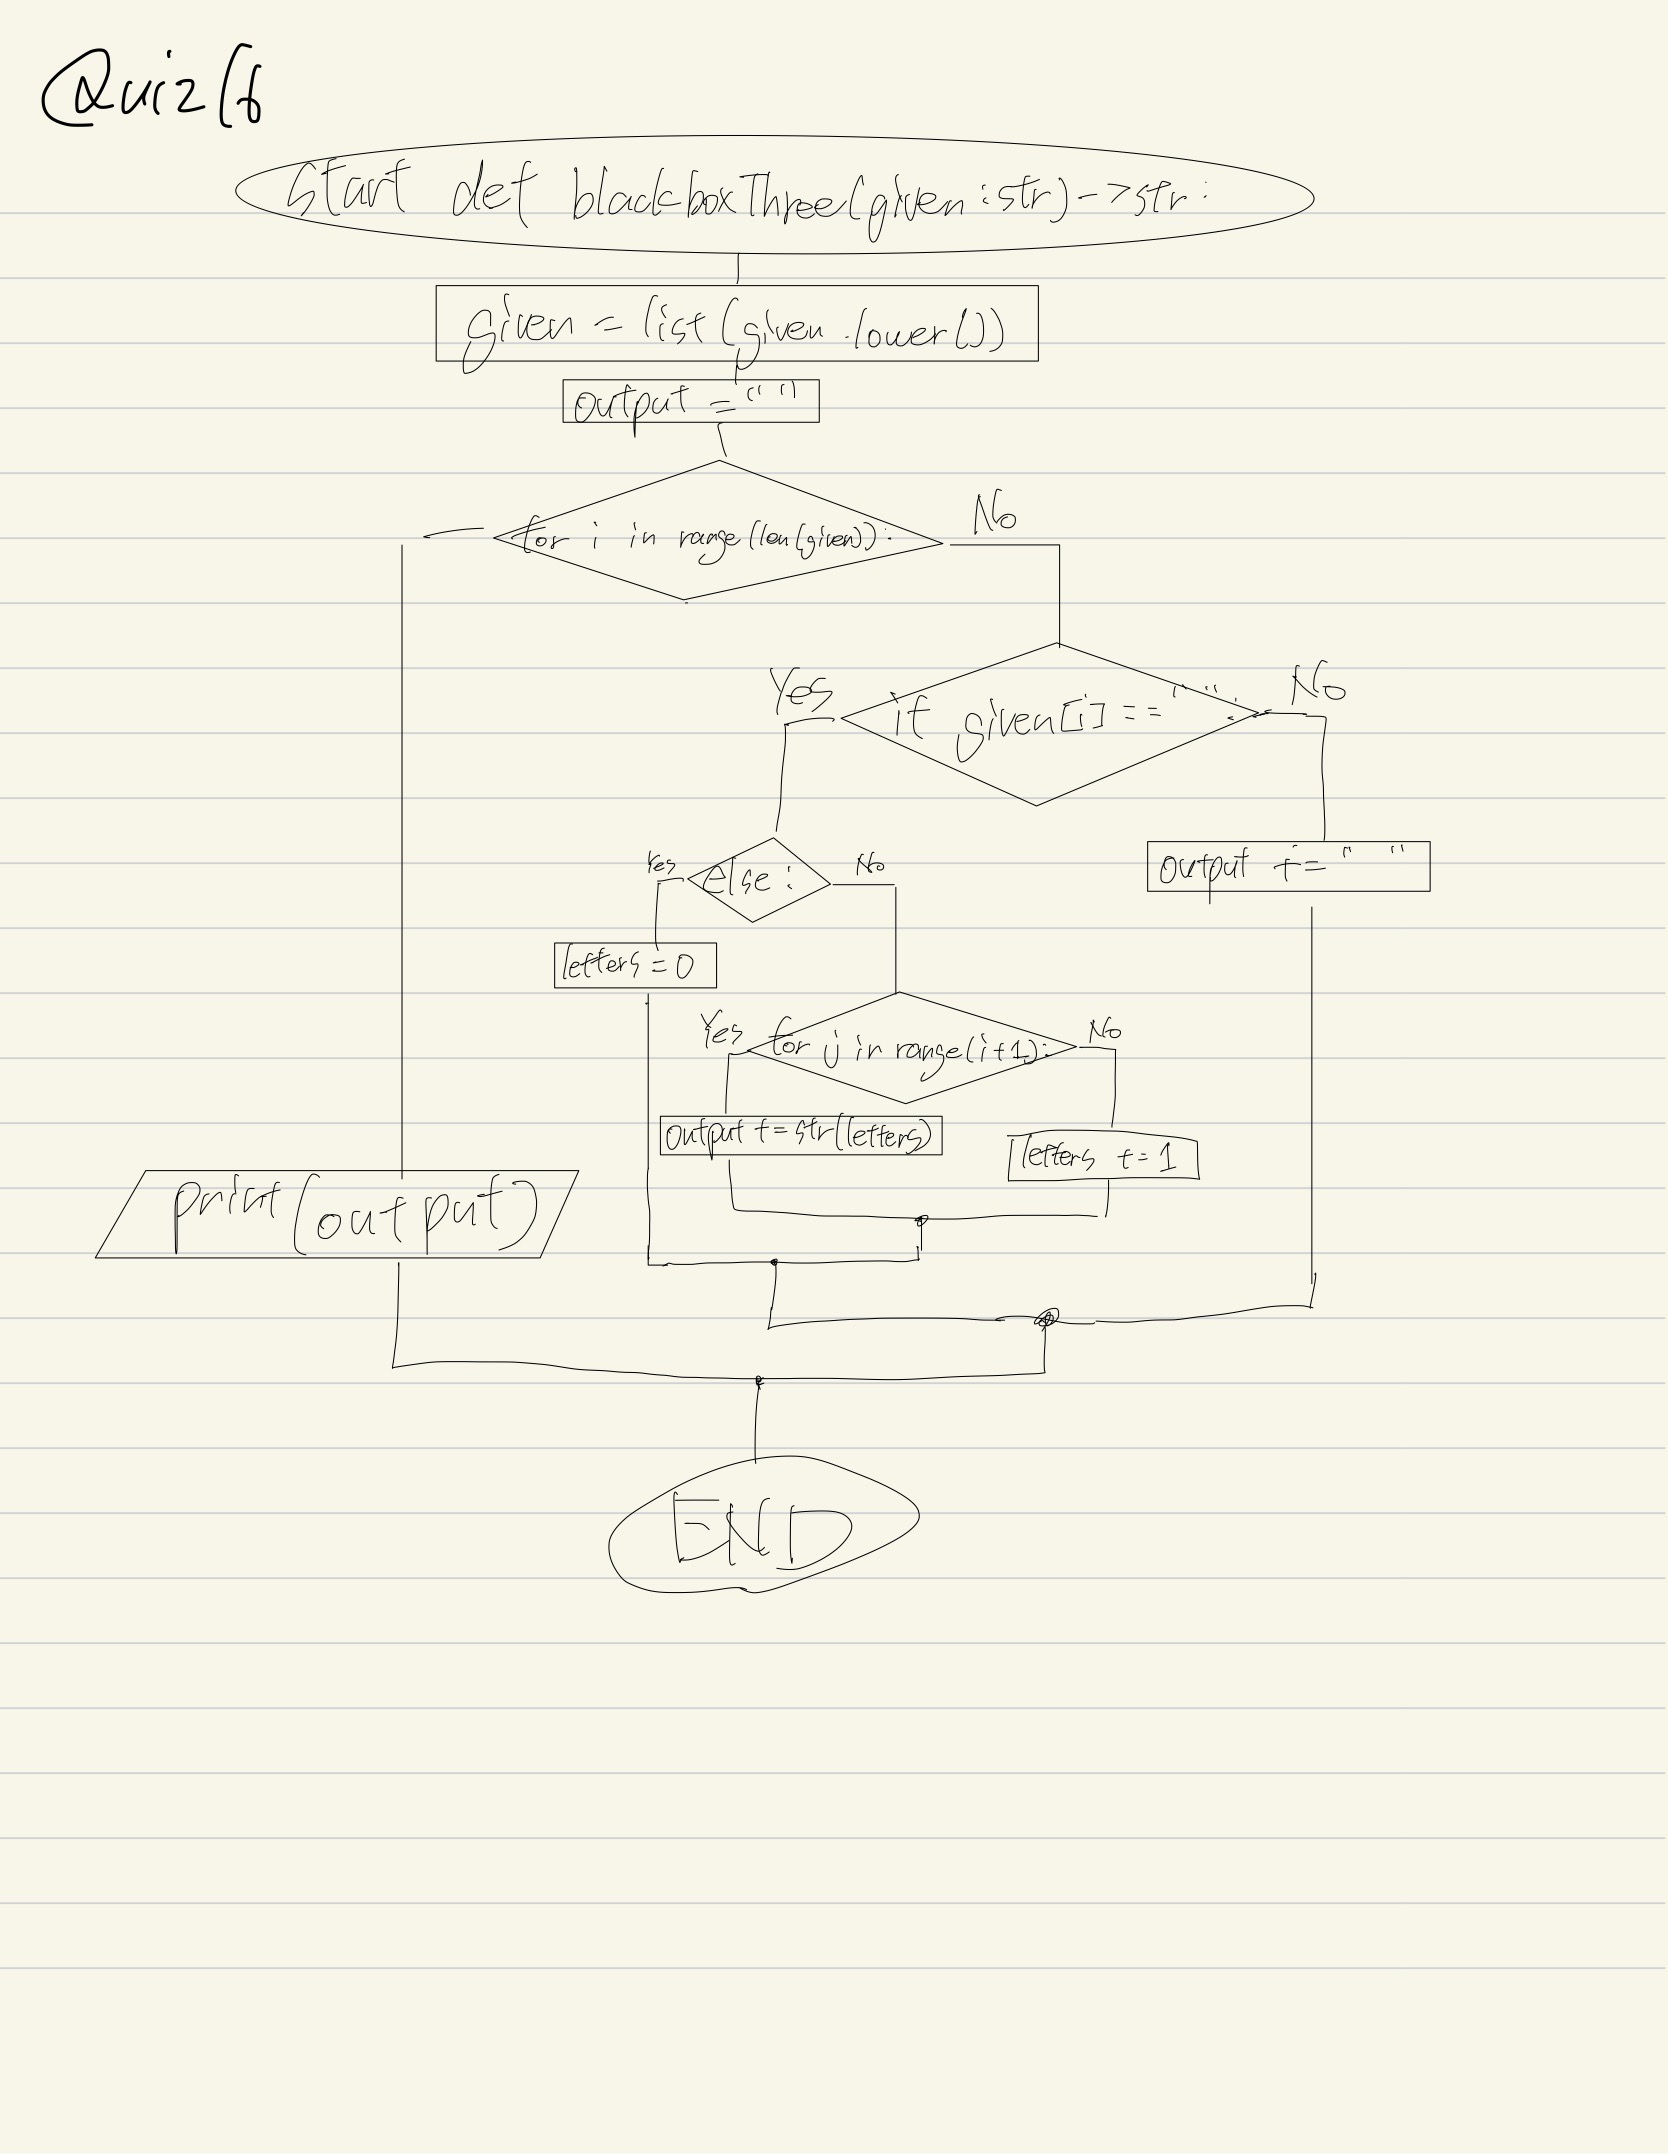 Quiz 16
Start def blackboxThree(given:str)->str:
given = list(given.lower())
output = ""
for i in range(len(given)):
No
Yes
if given[i] == " ":
No
Yes
else:
No
output += " "
letters = 0
Yes
for j in range(i+1):
No
output += str(letters)
letters += 1
print(output)
END